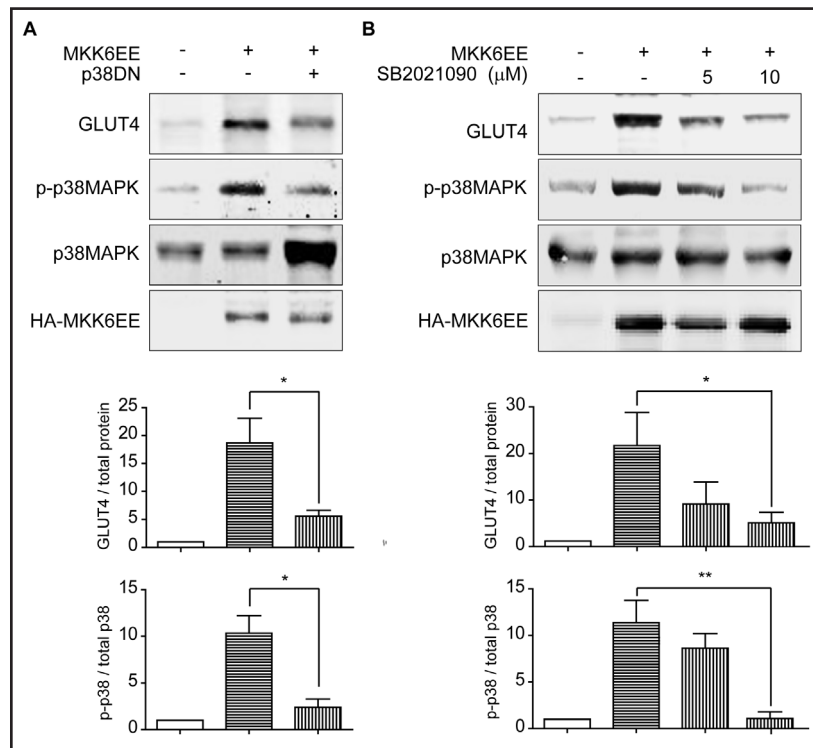 A
MKK6EE - + +
p38DN - - +
GLUT4
p-p38MAPK
p38MAPK
HA-MKK6EE
GLUT4 / total protein
25
20
15
10
5
0
*
p-p38 / total p38
15
10
5
0
*
B
MKK6EE - + + +
SB2021090 (µM) - - 5 10
GLUT4
p-p38MAPK
p38MAPK
HA-MKK6EE
GLUT4 / total protein
30
20
10
0
*
p-p38 / total p38
15
10
5
0
**